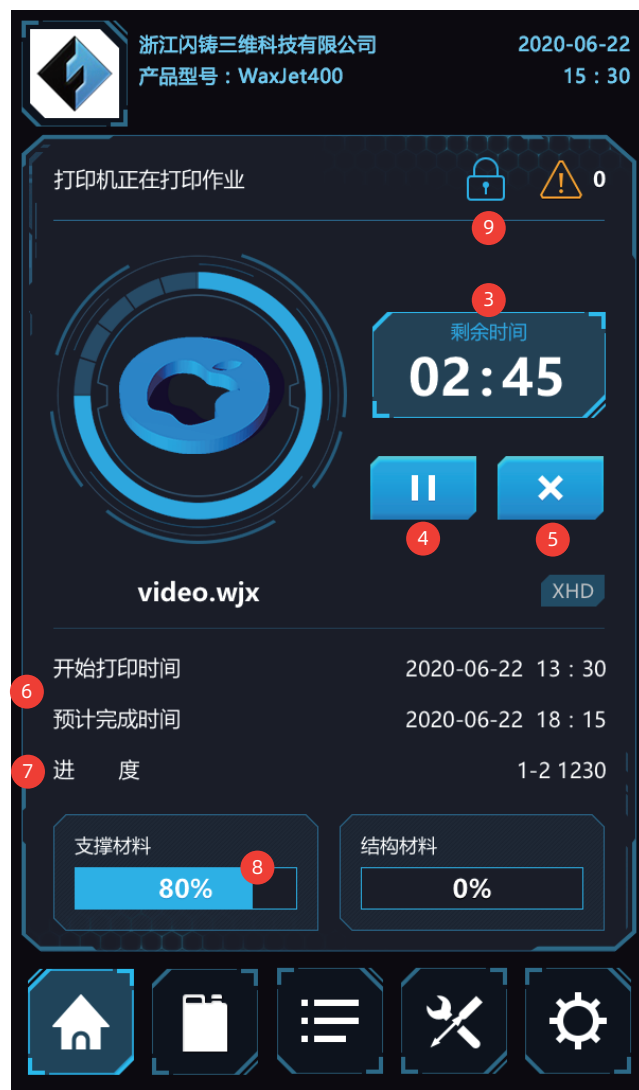 浙江闪铸三维科技有限公司 2020-06-22
产品型号：WaxJet400 15 : 30
打印机正在打印作业 0
9
3
剩余时间
02:45
4 5
video.wjx XHD
开始打印时间 2020-06-22 13 : 30
6
预计完成时间 2020-06-22 18 : 15
7 进 度 1-2 1230
支撑材料 结构材料
8
80% 0%